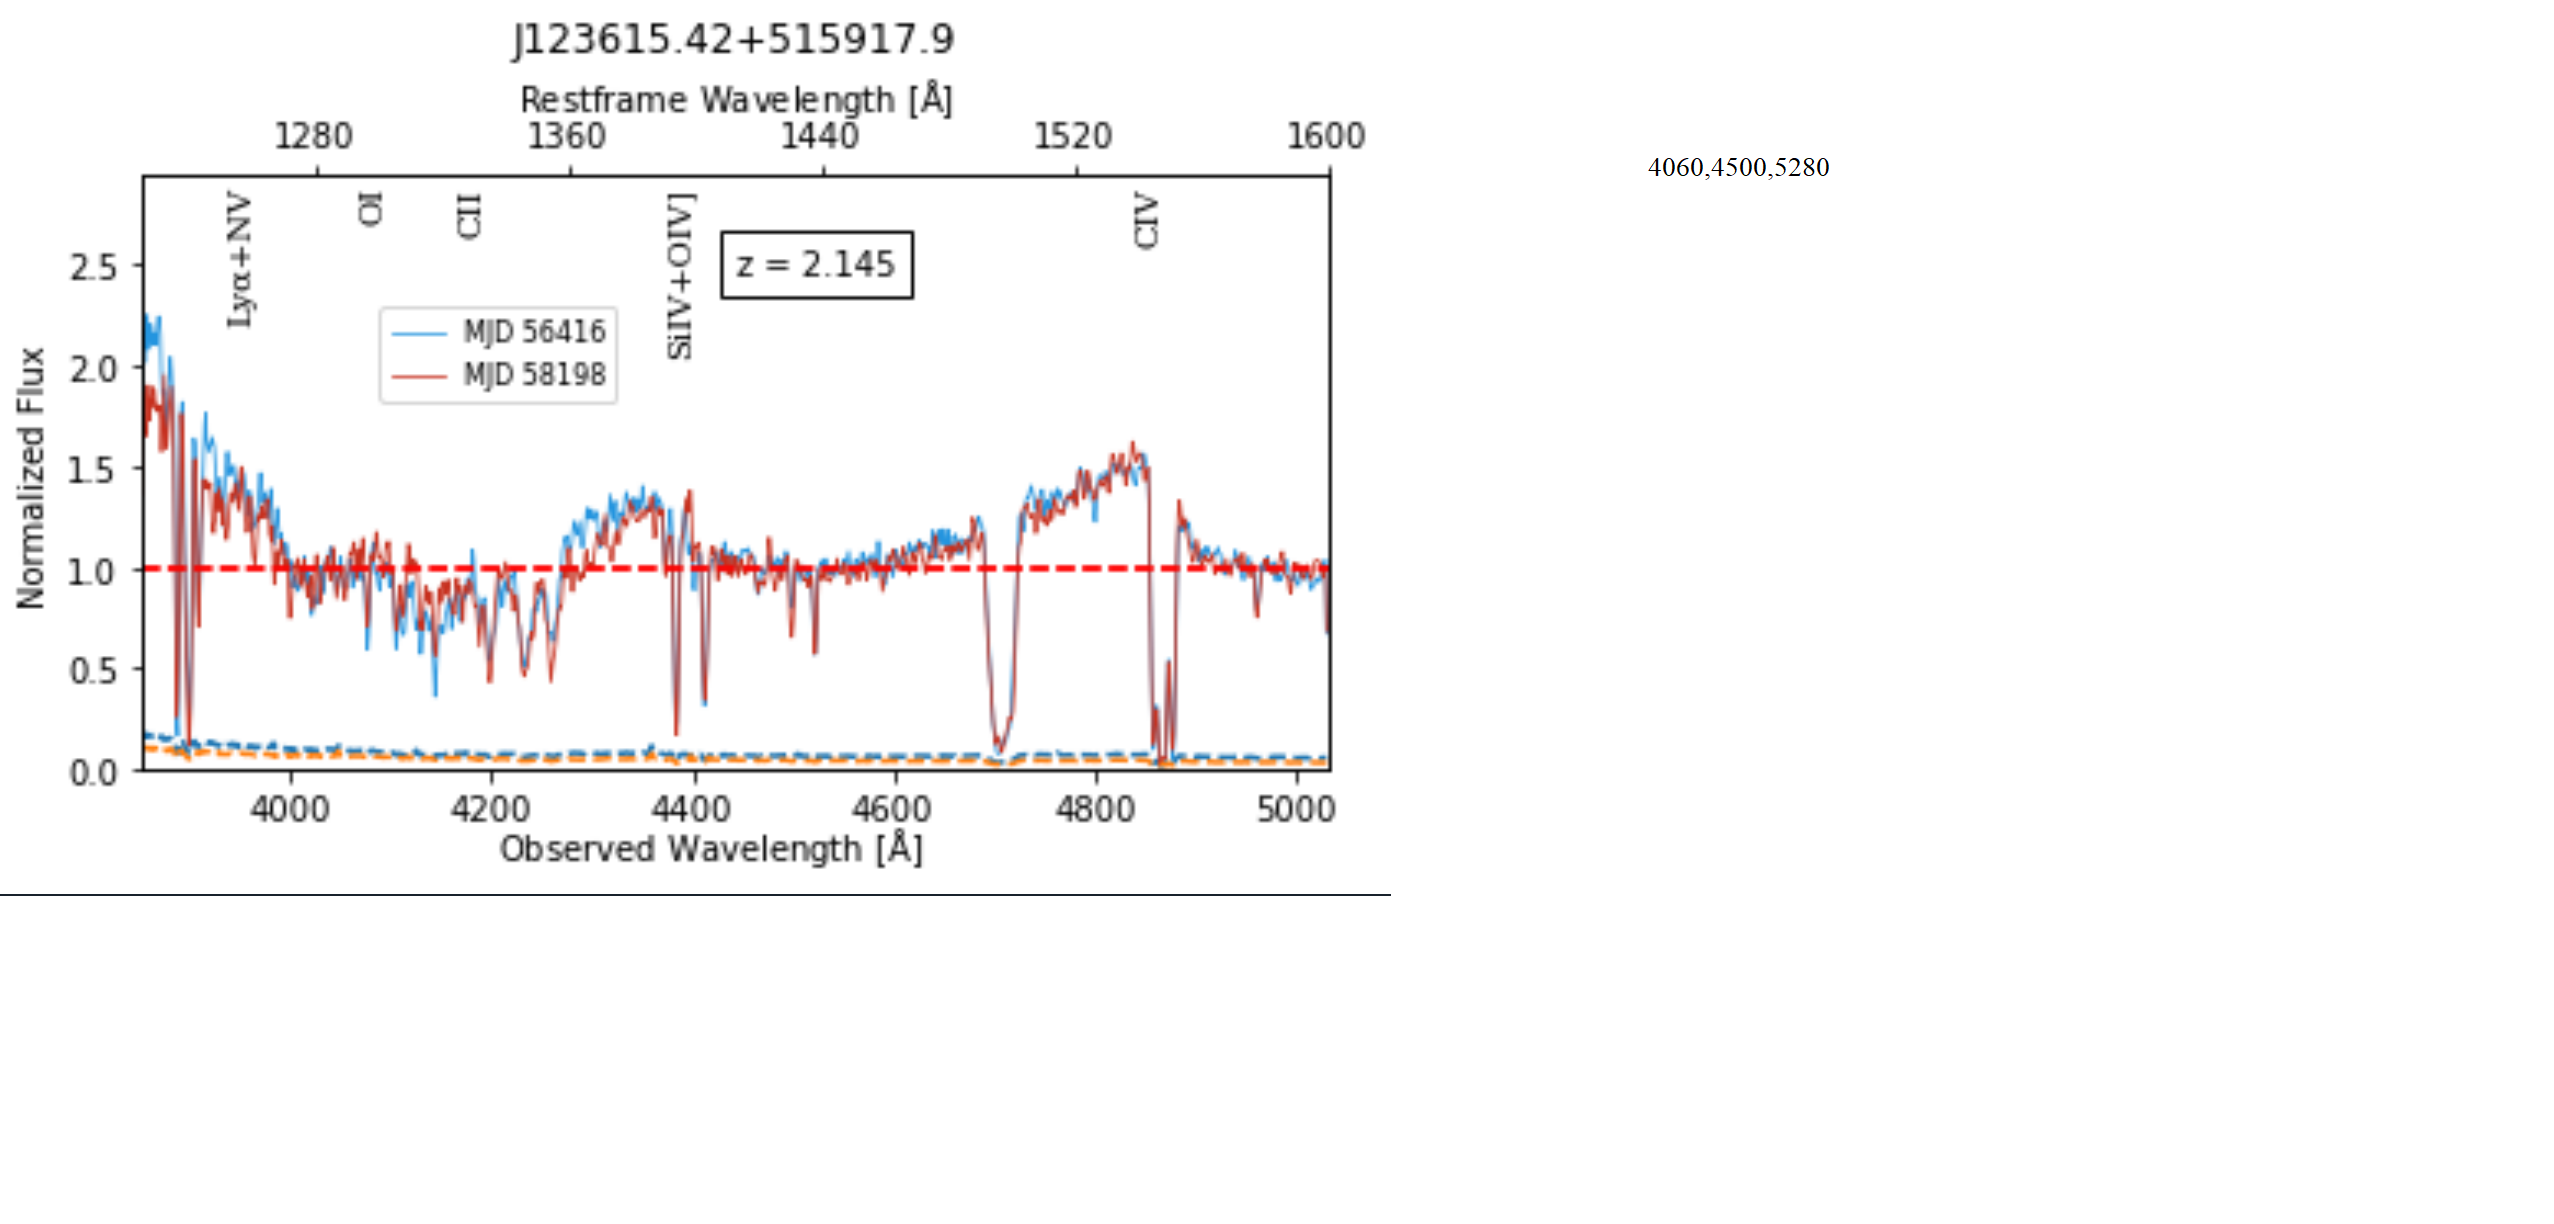 J123615.42+515917.9
Restframe Wavelength [Å]
1280 1360 1440 1520 1600
4060,4500,5280
Lyα+NV
OI
CII
SiIV+OIV]
CIV
z = 2.145
MJD 56416
MJD 58198
Normalized Flux
2.5
2.0
1.5
1.0
0.5
0.0
4000 4200 4400 4600 4800 5000
Observed Wavelength [Å]